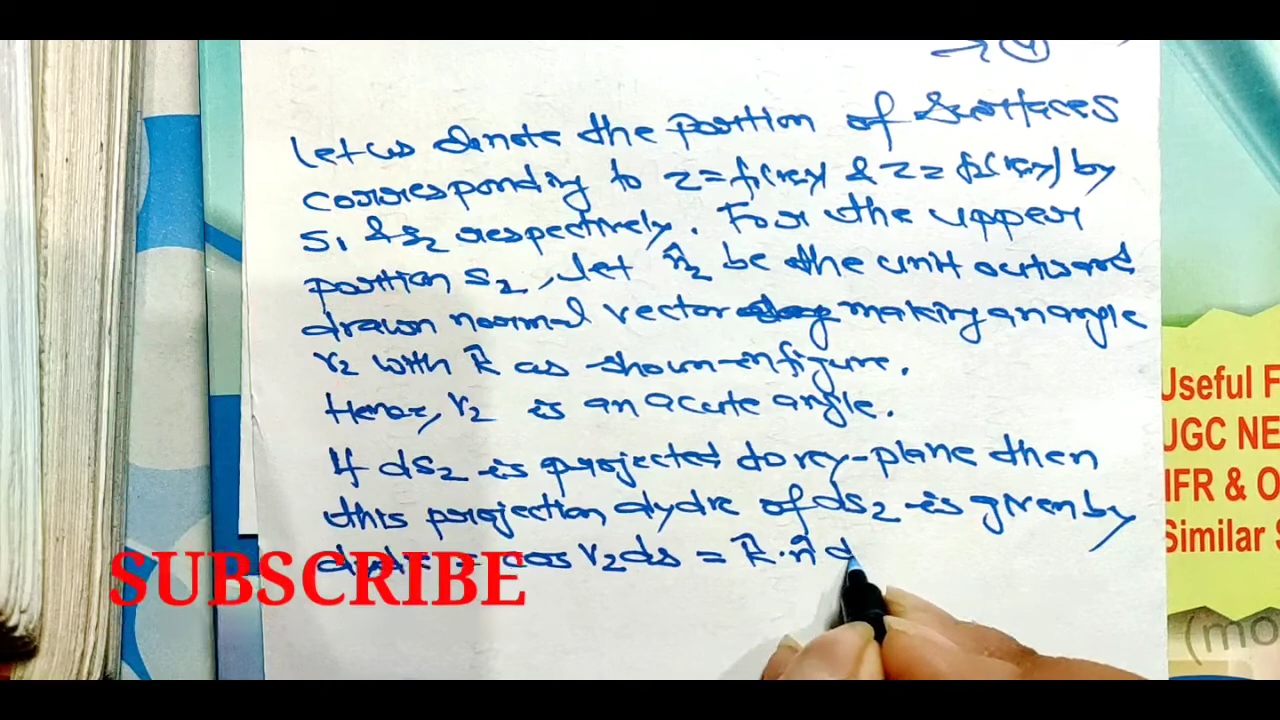 → (4)
Let us denote the portion of surfaces
corresponding to z=f₁(x,y) & z=f₂(x,y) by
S₁ & S₂ respectively. For the upper
portion S₂, let n̂₂ be the unit outward
drawn normal vector making an angle
γ₂ with k̂ as shown in figure.
Hence, γ₂ is an acute angle.
If dS₂ is projected to xy-plane then
this projection dydx of dS₂ is given by
dydx = cos γ₂ ds = k̂·n̂ d
SUBSCRIBE
Useful F
UGC NE
IFR & O
Similar S
(mo